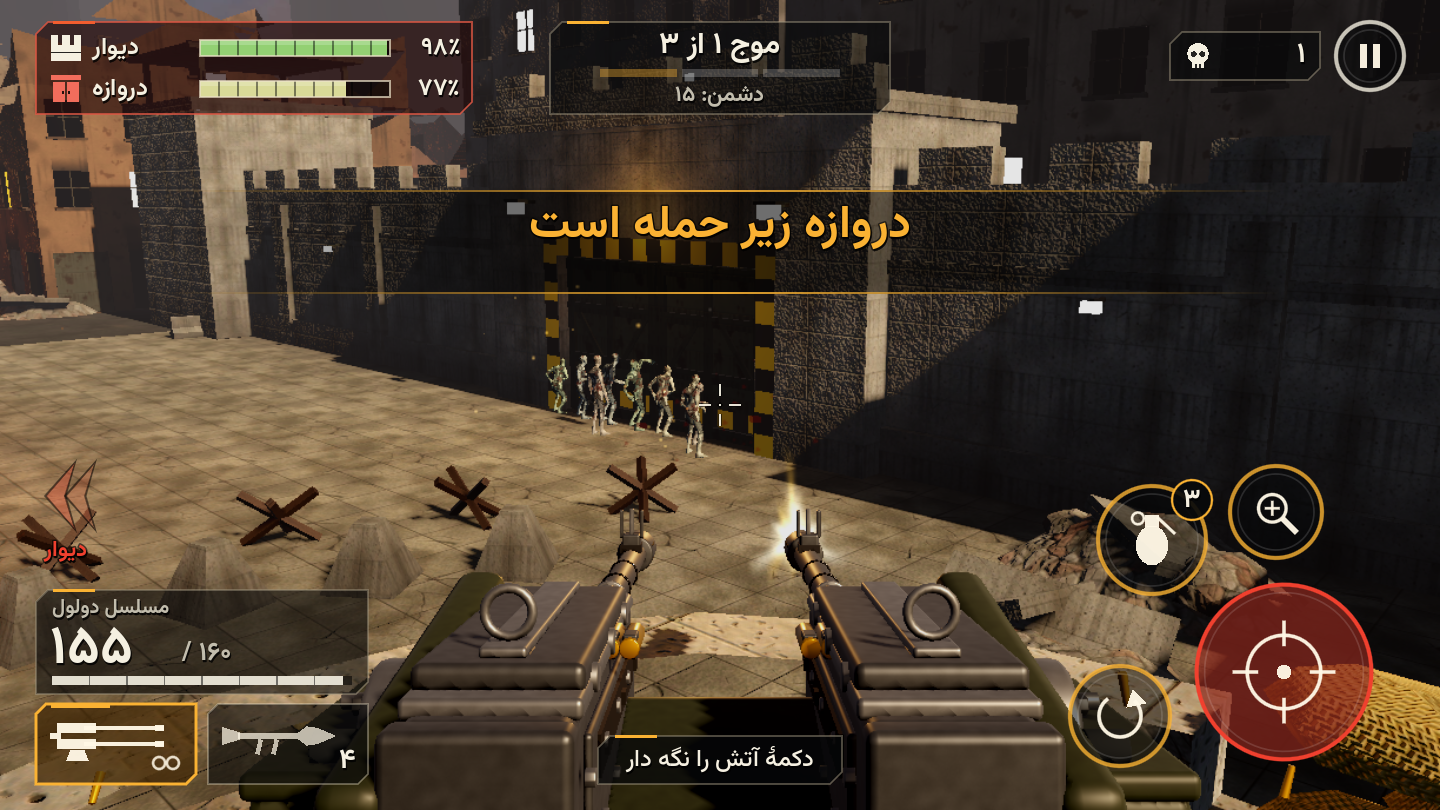 دیوار ۹۸٪
دروازه ۷۷٪
موج ۱ از ۳
دشمن: ۱۵
۱
دروازه زیر حمله است
دیوار
۳
مسلسل دولول
۱۵۵ / ۱۶۰
∞
۴
دکمهٔ آتش را نگه دار